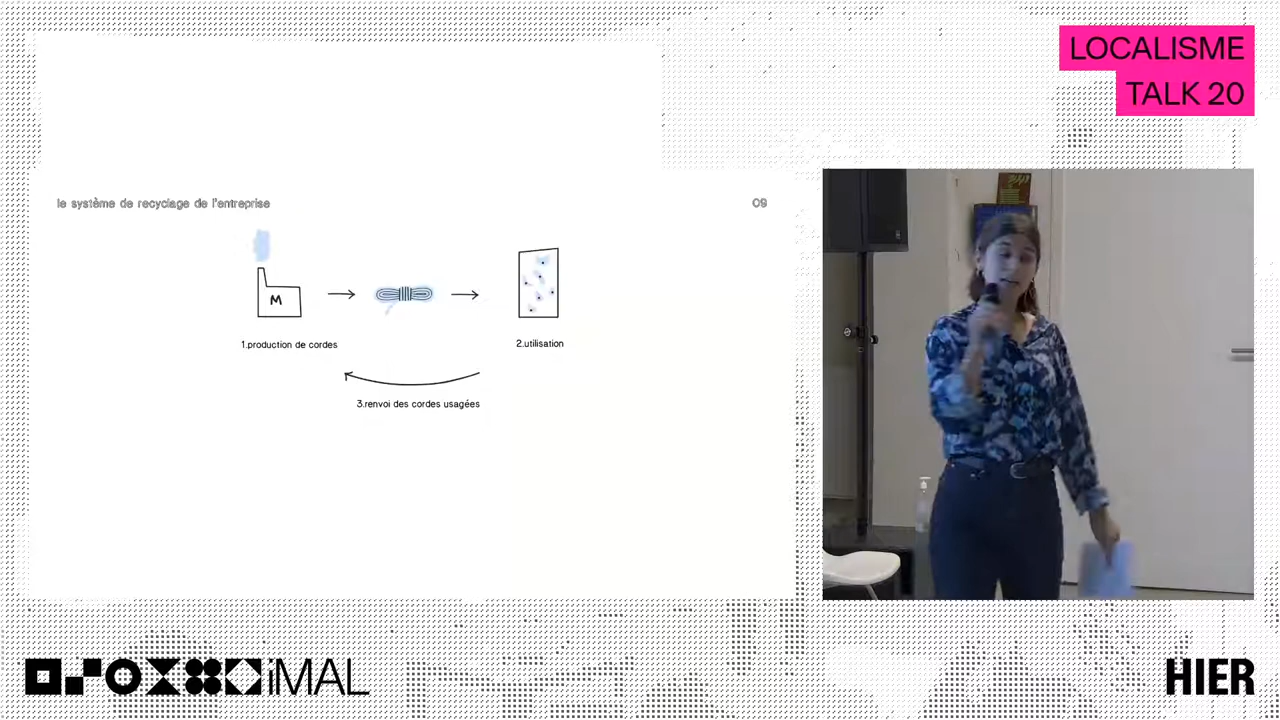 LOCALISME
TALK 20
le système de recyclage de l'entreprise
09
M
1.production de cordes
2.utilisation
3.renvoi des cordes usagées
iMAL
HIER